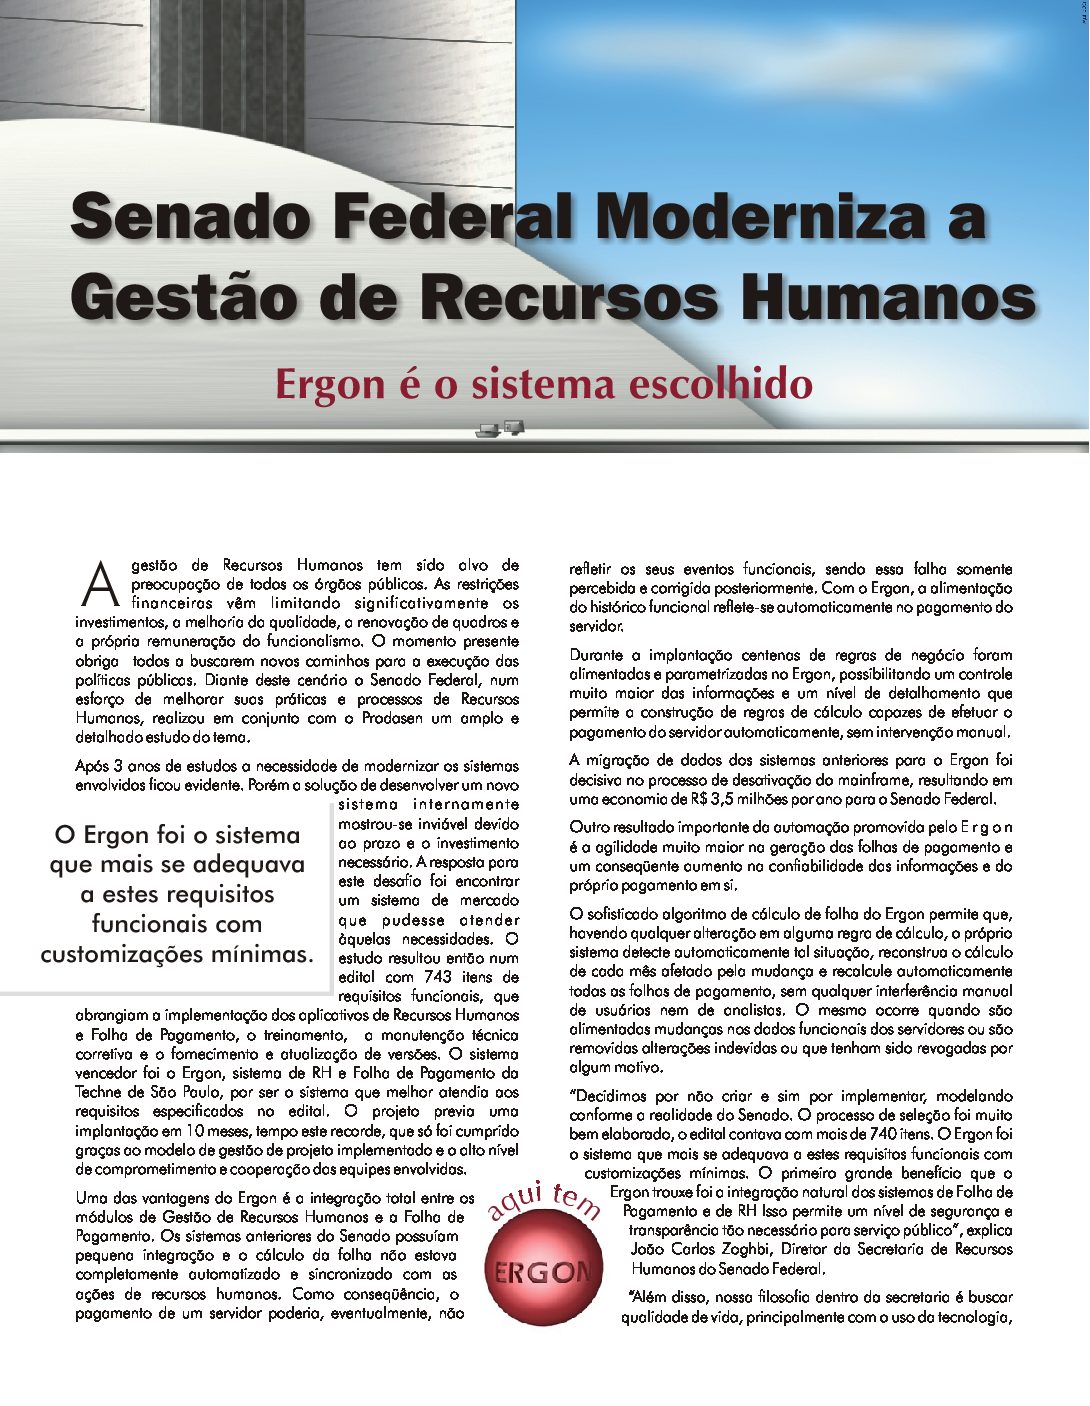 Senado Federal Moderniza a
Gestão de Recursos Humanos
Ergon é o sistema escolhido
A gestão de Recursos Humanos tem sido alvo de
preocupação de todos os órgãos públicos. As restrições
financeiras vêm limitando significativamente os
investimentos, a melhoria da qualidade, a renovação de quadros e
a própria remuneração do funcionalismo. O momento presente
obriga todos a buscarem novos caminhos para a execução das
políticas públicas. Diante deste cenário o Senado Federal, num
esforço de melhorar suas práticas e processos de Recursos
Humanos, realizou em conjunto com o Prodasen um amplo e
detalhado estudo do tema.
Após 3 anos de estudos a necessidade de modernizar os sistemas
envolvidos ficou evidente. Porém a solução de desenvolver um novo
sistema internamente
mostrou-se inviável devido
ao prazo e o investimento
necessário. A resposta para
este desafio foi encontrar
um sistema de mercado
que pudesse atender
àquelas necessidades. O
estudo resultou então num
edital com 743 itens de
requisitos funcionais, que
abrangiam a implementação dos aplicativos de Recursos Humanos
e Folha de Pagamento, o treinamento, a manutenção técnica
corretiva e o fornecimento e atualização de versões. O sistema
vencedor foi o Ergon, sistema de RH e Folha de Pagamento da
Techne de São Paulo, por ser o sistema que melhor atendia aos
requisitos especificados no edital. O projeto previa uma
implantação em 10 meses, tempo este recorde, que só foi cumprido
graças ao modelo de gestão de projeto implementado e o alto nível
de comprometimento e cooperação das equipes envolvidas.
Uma das vantagens do Ergon é a integração total entre os
módulos de Gestão de Recursos Humanos e a Folha de
Pagamento. Os sistemas anteriores do Senado possuíam
pequena integração e o cálculo da folha não estava
completamente automatizado e sincronizado com as
ações de recursos humanos. Como conseqüência, o
pagamento de um servidor poderia, eventualmente, não
O Ergon foi o sistema
que mais se adequava
a estes requisitos
funcionais com
customizações mínimas.
aqui tem
ERGON
refletir os seus eventos funcionais, sendo essa falha somente
percebida e corrigida posteriormente. Com o Ergon, a alimentação
do histórico funcional reflete-se automaticamente no pagamento do
servidor.
Durante a implantação centenas de regras de negócio foram
alimentadas e parametrizadas no Ergon, possibilitando um controle
muito maior das informações e um nível de detalhamento que
permite a construção de regras de cálculo capazes de efetuar o
pagamento do servidor automaticamente, sem intervenção manual.
A migração de dados dos sistemas anteriores para o Ergon foi
decisiva no processo de desativação do mainframe, resultando em
uma economia de R$ 3,5 milhões por ano para o Senado Federal.
Outro resultado importante da automação promovida pelo E r g o n
é a agilidade muito maior na geração das folhas de pagamento e
um conseqüente aumento na confiabilidade das informações e do
próprio pagamento em si.
O sofisticado algoritmo de cálculo de folha do Ergon permite que,
havendo qualquer alteração em alguma regra de cálculo, o próprio
sistema detecte automaticamente tal situação, reconstrua o cálculo
de cada mês afetado pela mudança e recalcule automaticamente
todas as folhas de pagamento, sem qualquer interferência manual
de usuários nem de analistas. O mesmo ocorre quando são
alimentadas mudanças nos dados funcionais dos servidores ou são
removidas alterações indevidas ou que tenham sido revogadas por
algum motivo.
“Decidimos por não criar e sim por implementar, modelando
conforme a realidade do Senado. O processo de seleção foi muito
bem elaborado, o edital contava com mais de 740 itens. O Ergon foi
o sistema que mais se adequava a estes requisitos funcionais com
customizações mínimas. O primeiro grande benefício que o
Ergon trouxe foi a integração natural dos sistemas de Folha de
Pagamento e de RH Isso permite um nível de segurança e
transparência tão necessário para serviço público”, explica
João Carlos Zoghbi, Diretor da Secretaria de Recursos
Humanos do Senado Federal.
“Além disso, nossa filosofia dentro da secretaria é buscar
qualidade de vida, principalmente com o uso da tecnologia,